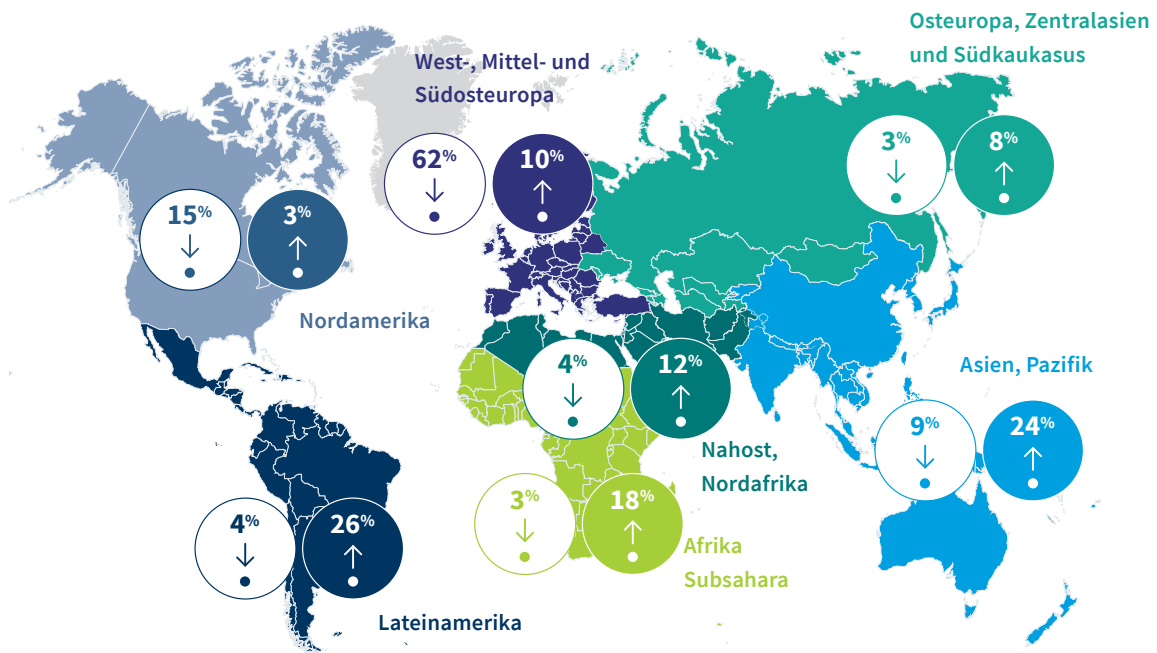 Osteuropa, Zentralasien
und Südkaukasus
3%
8%
West-, Mittel- und
Südosteuropa
62%
10%
15%
3%
Nordamerika
4%
12%
Nahost,
Nordafrika
Asien, Pazifik
9%
24%
3%
18%
Afrika
Subsahara
4%
26%
Lateinamerika